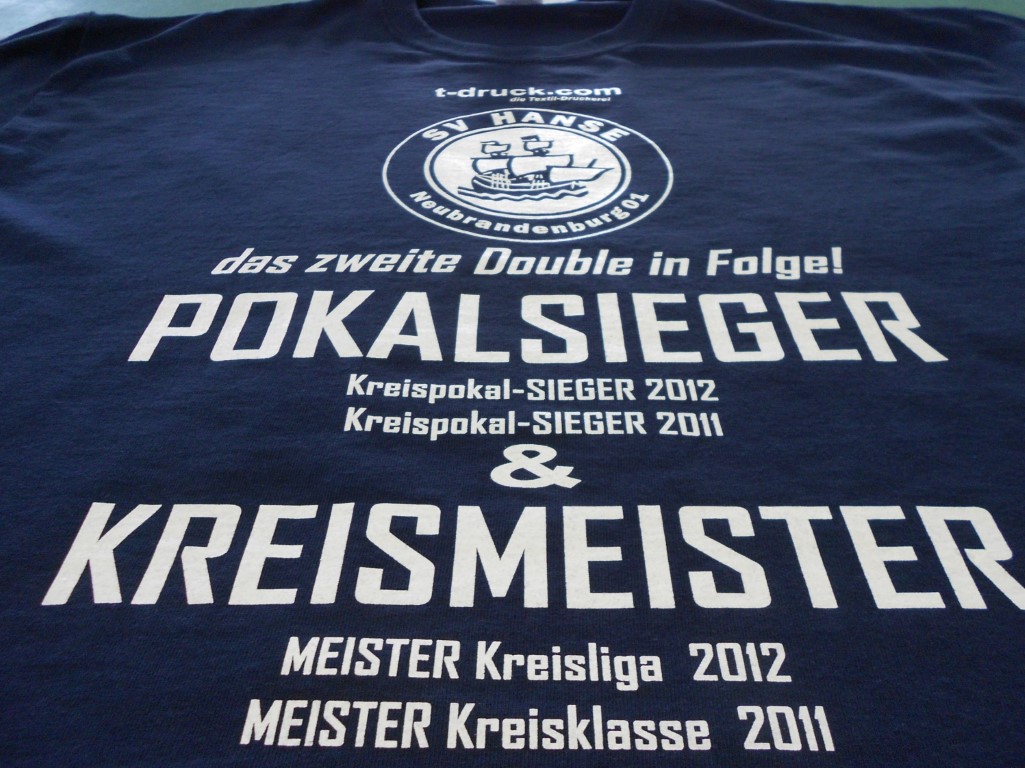 t-druck.com
die Textil-Druckerei
SV HANSE
Neubrandenburg 01
das zweite Double in Folge!
POKALSIEGER
Kreispokal-SIEGER 2012
Kreispokal-SIEGER 2011
&
KREISMEISTER
MEISTER Kreisliga 2012
MEISTER Kreisklasse 2011